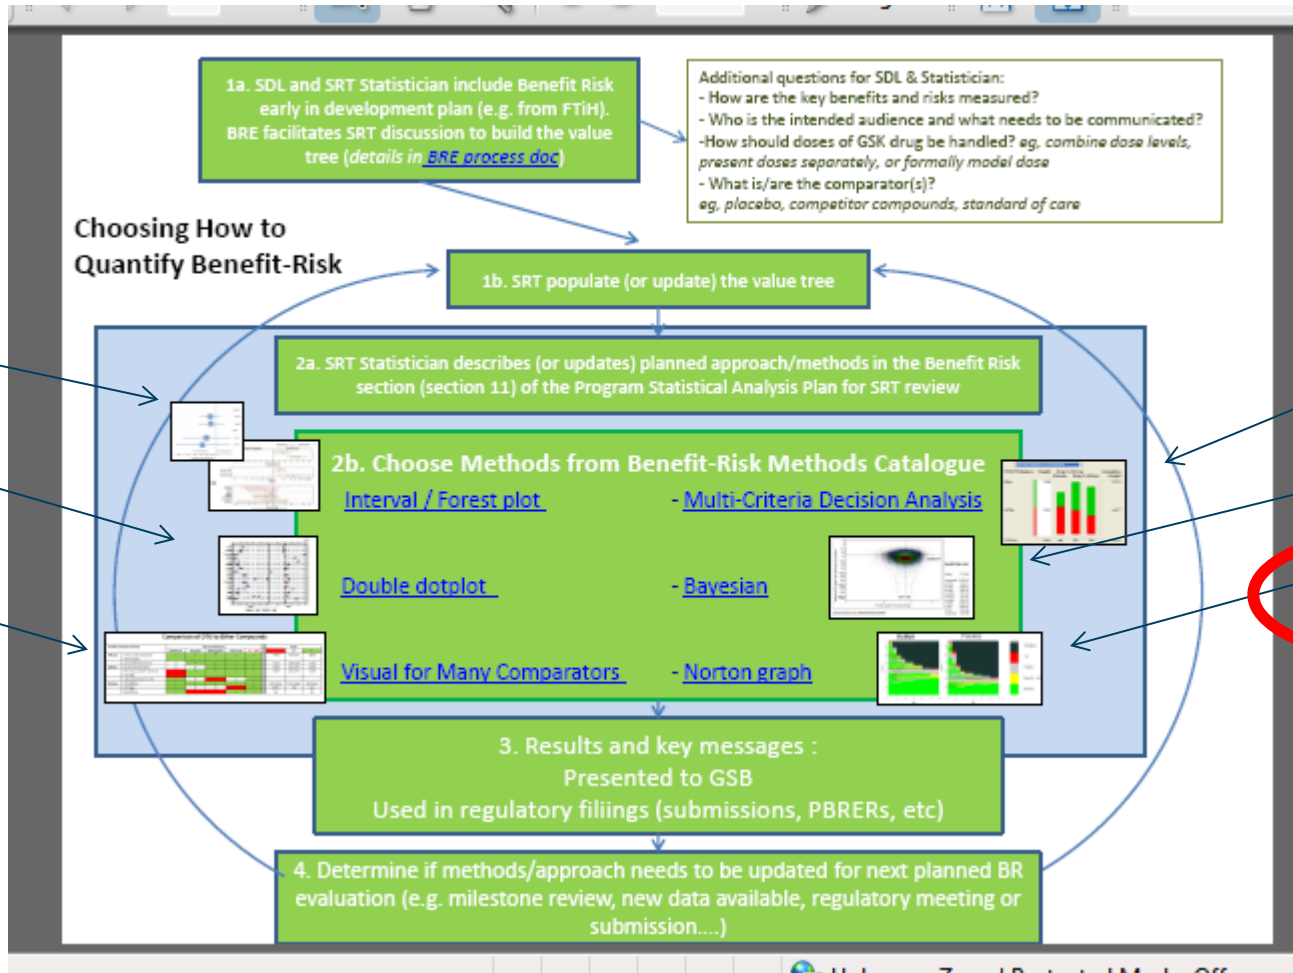 1a. SDL and SRT Statistician include Benefit Risk
early in development plan (e.g. from FTiH).
BRE facilitates SRT discussion to build the value
tree (details in BRE process doc)
Additional questions for SDL & Statistician:
- How are the key benefits and risks measured?
- Who is the intended audience and what needs to be communicated?
-How should doses of GSK drug be handled? eg, combine dose levels,
present doses separately, or formally model dose
- What is/are the comparator(s)?
eg, placebo, competitor compounds, standard of care
Choosing How to
Quantify Benefit-Risk
1b. SRT populate (or update) the value tree
2a. SRT Statistician describes (or updates) planned approach/methods in the Benefit Risk
section (section 11) of the Program Statistical Analysis Plan for SRT review
2b. Choose Methods from Benefit-Risk Methods Catalogue
Interval / Forest plot
- Multi-Criteria Decision Analysis
Double dotplot
- Bayesian
Visual for Many Comparators
- Norton graph
3. Results and key messages :
Presented to GSB
Used in regulatory filiings (submissions, PBRERs, etc)
4. Determine if methods/approach needs to be updated for next planned BR
evaluation (e.g. milestone review, new data available, regulatory meeting or
submission....)